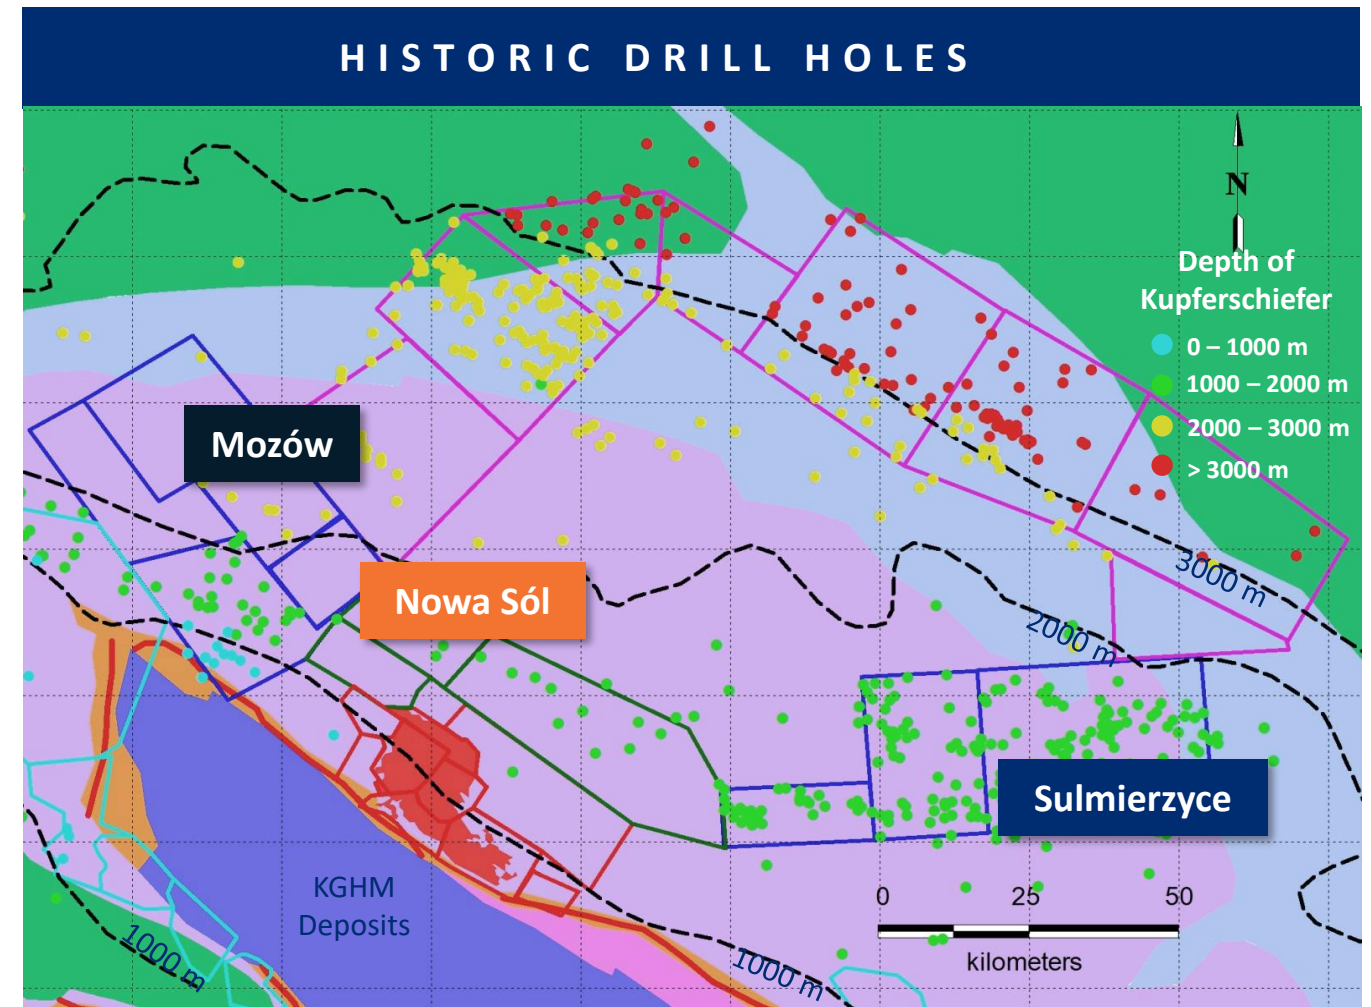 HISTORIC DRILL HOLES
N
Depth of
Kupferschiefer
0 – 1000 m
1000 – 2000 m
2000 – 3000 m
> 3000 m
Mozów
Nowa Sól
3000 m
2000 m
Sulmierzyce
KGHM
Deposits
0 25 50
kilometers
1000 m
1000 m